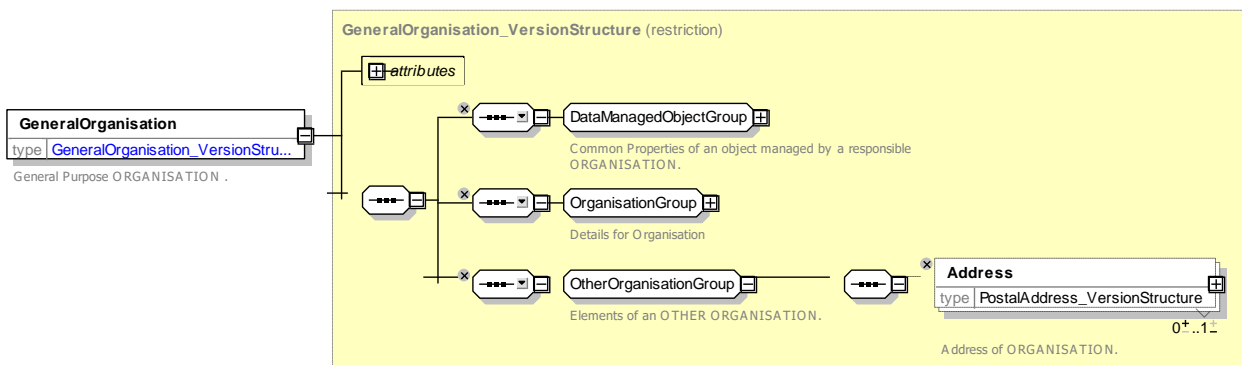 GeneralOrganisation_VersionStructure (restriction)
attributes
GeneralOrganisation
type GeneralOrganisation_VersionStru...
General Purpose ORGANISATION .
DataManagedObjectGroup
Common Properties of an object managed by a responsible
ORGANISATION.
OrganisationGroup
Details for Organisation
OtherOrganisationGroup
Elements of an OTHER ORGANISATION.
Address
type PostalAddress_VersionStructure
0..1
Address of ORGANISATION.